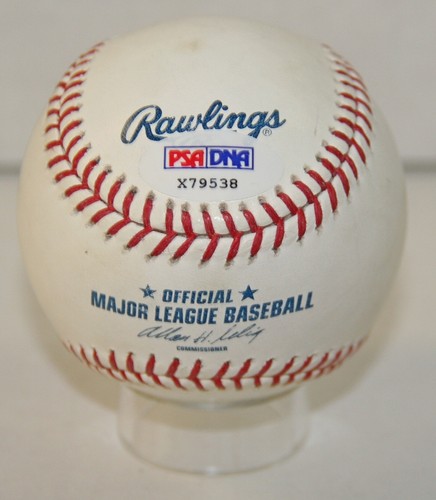 Rawlings®
PSA DNA
X79538
★ OFFICIAL ★
MAJOR LEAGUE BASEBALL
Allan H. Selig
COMMISSIONER